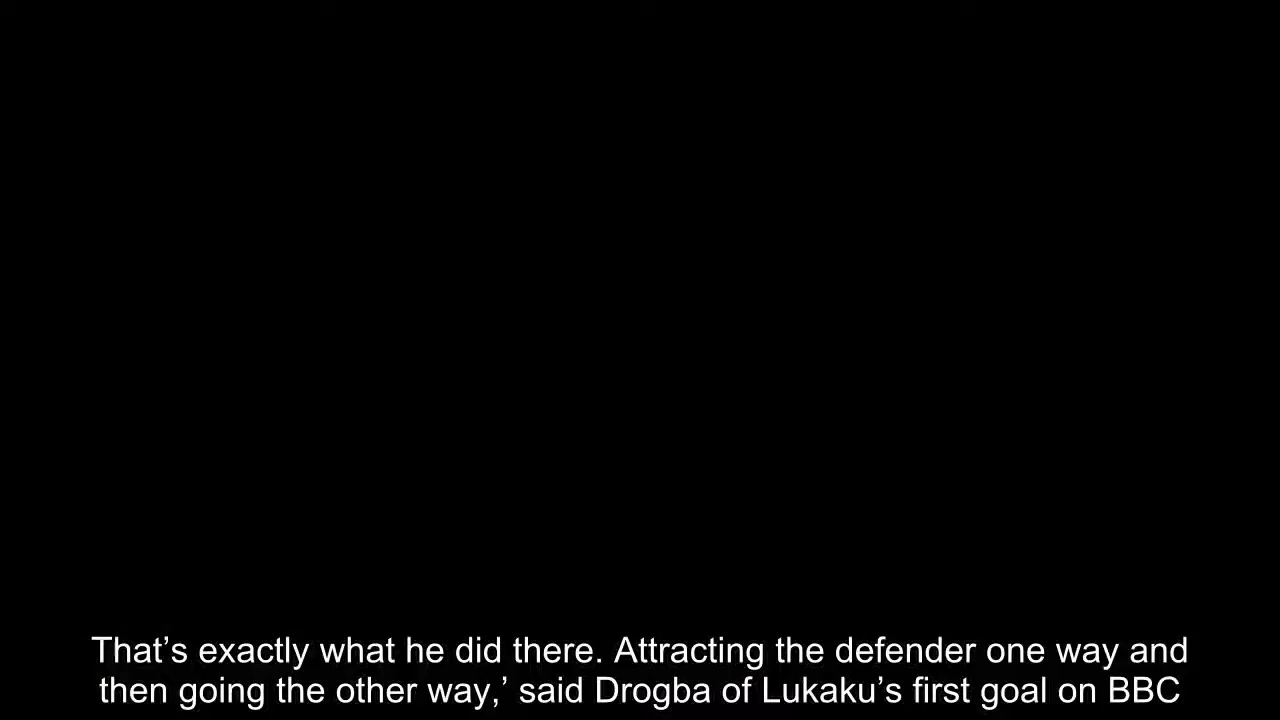 That’s exactly what he did there. Attracting the defender one way and
then going the other way,’ said Drogba of Lukaku’s first goal on BBC